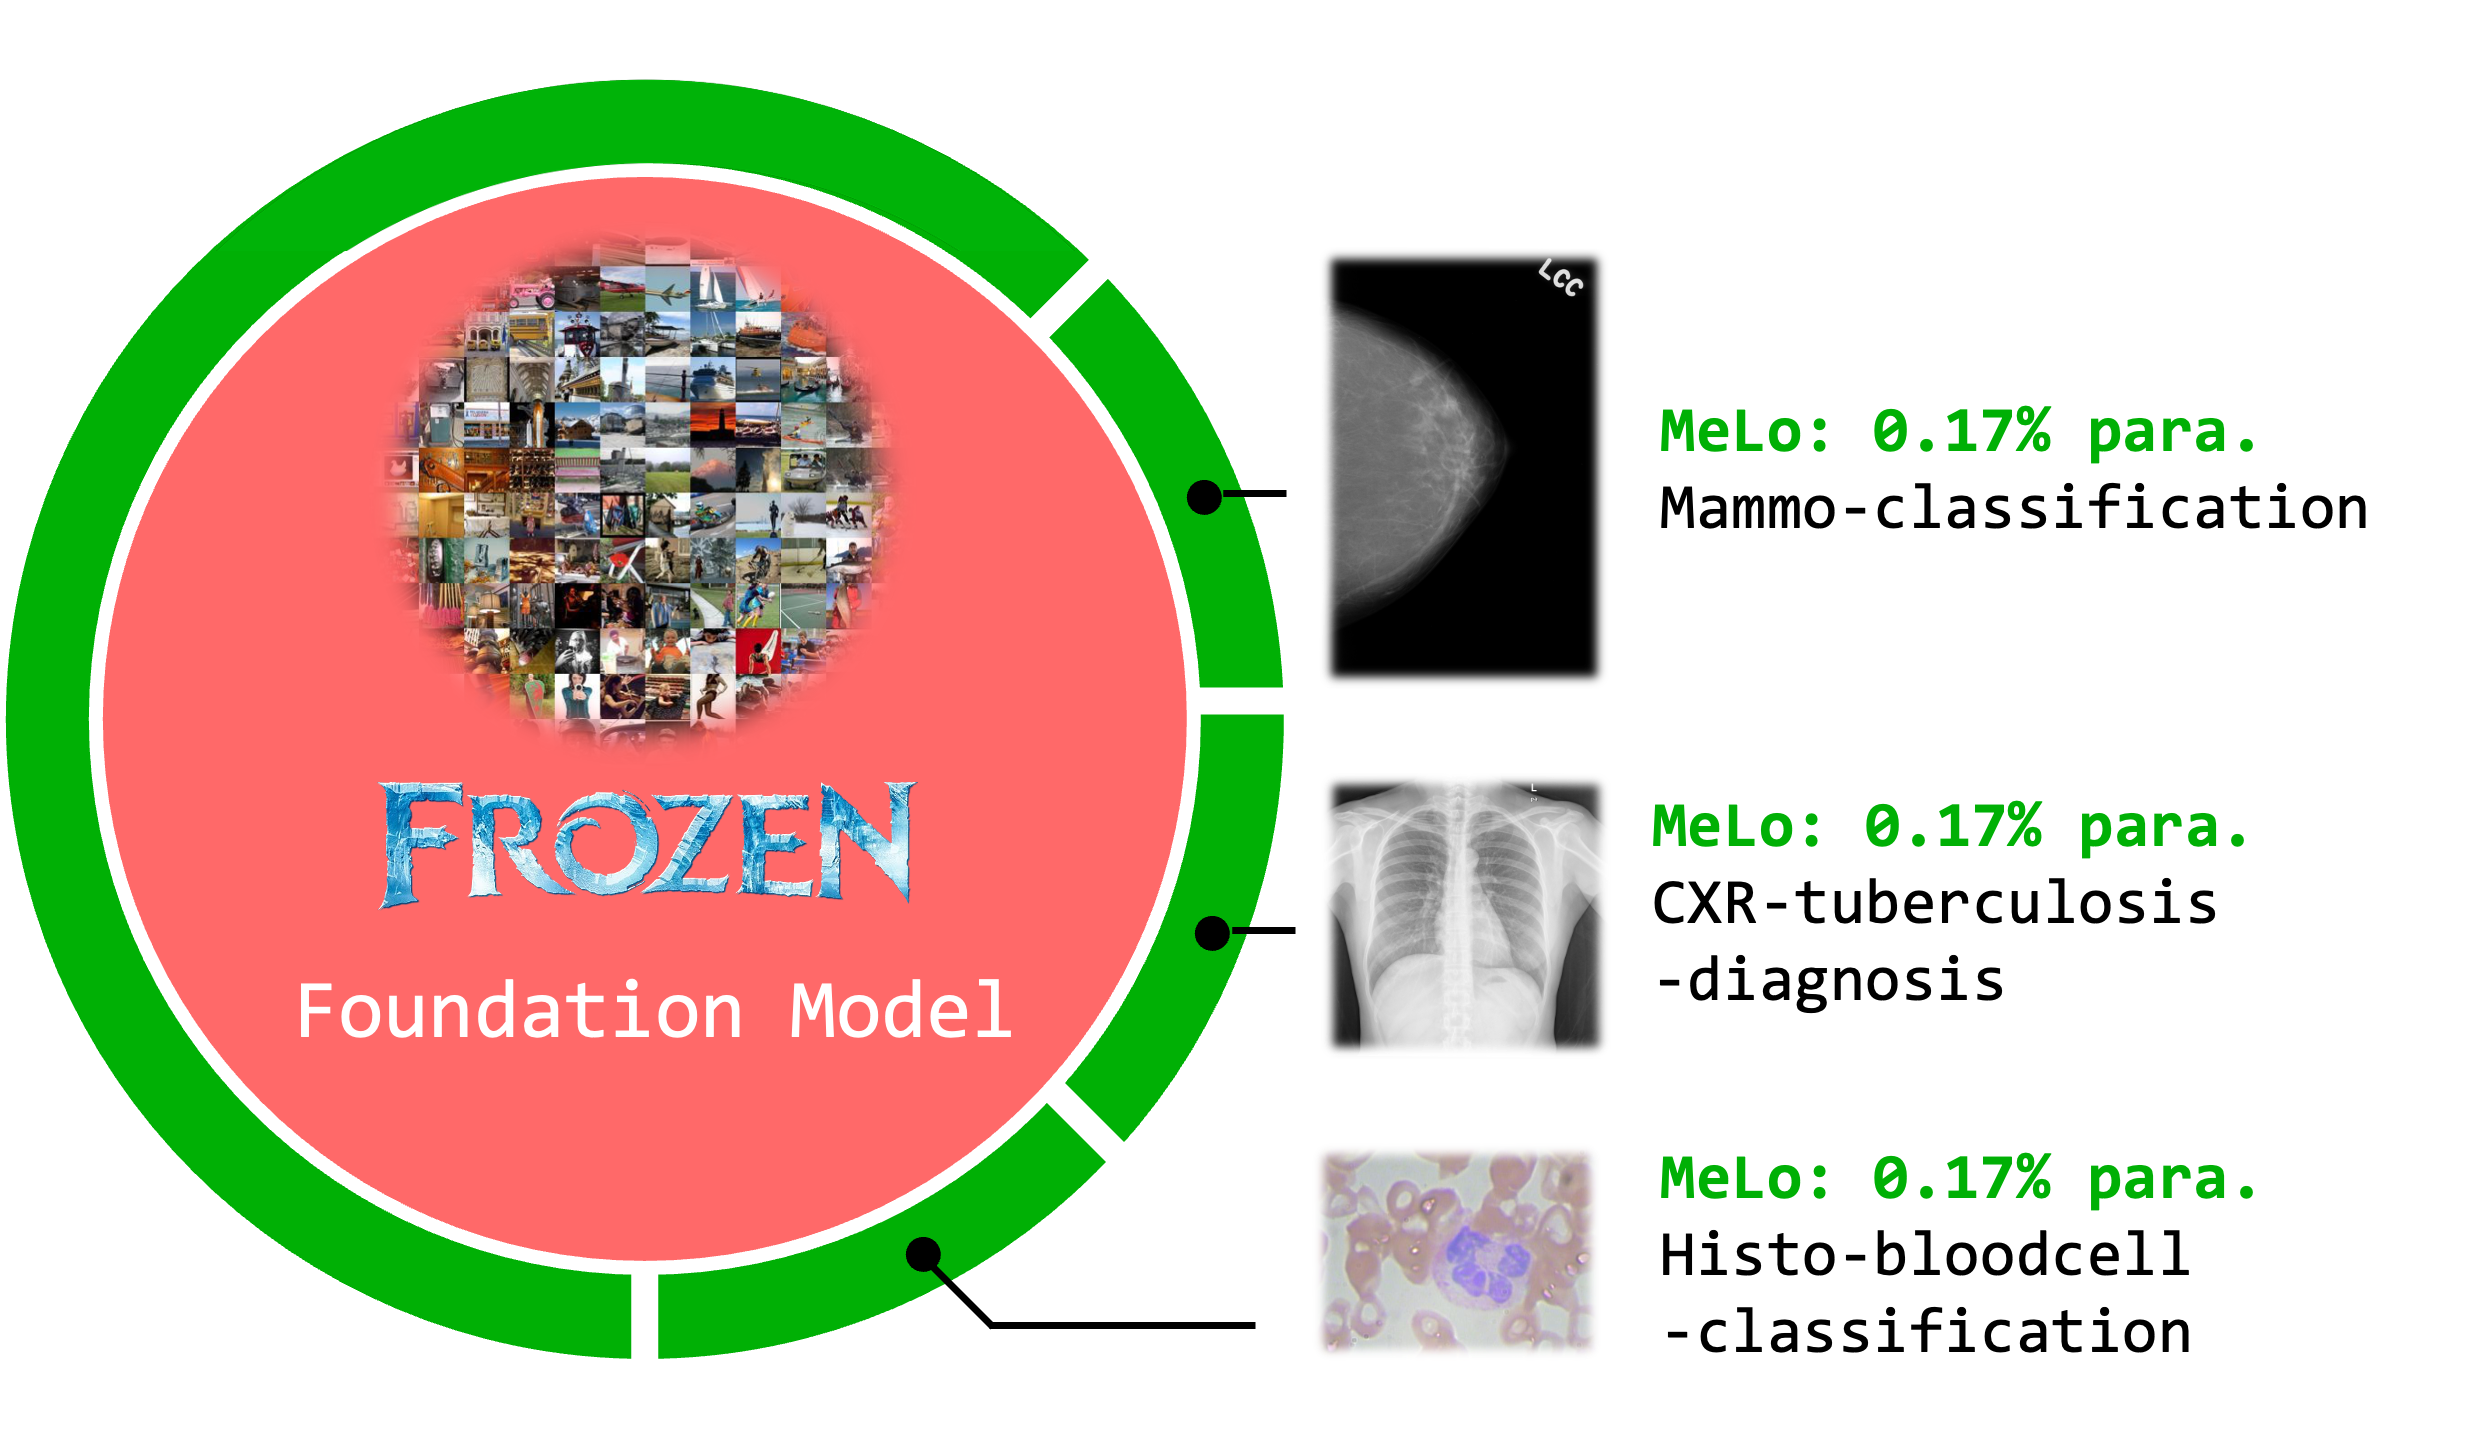 FROZEN
Foundation Model
LCC
MeLo: 0.17% para.
Mammo-classification
L
MeLo: 0.17% para.
CXR-tuberculosis
-diagnosis
MeLo: 0.17% para.
Histo-bloodcell
-classification